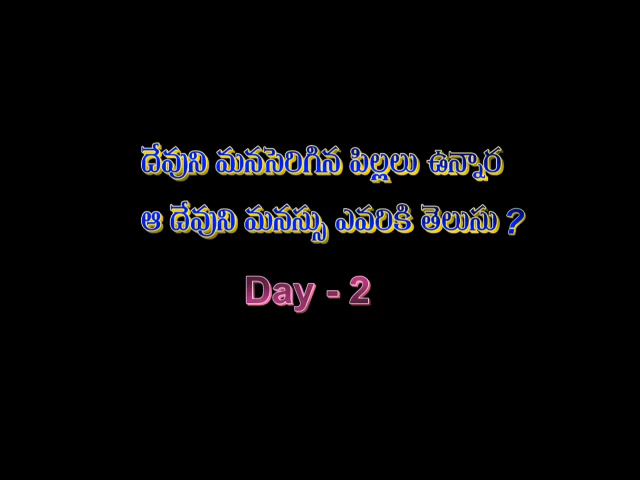 దేవుని మనసెరిగిన పిల్లలు ఉన్నార
ఆ దేవుని మనస్సు ఎవరికి తెలుసు ?
Day - 2